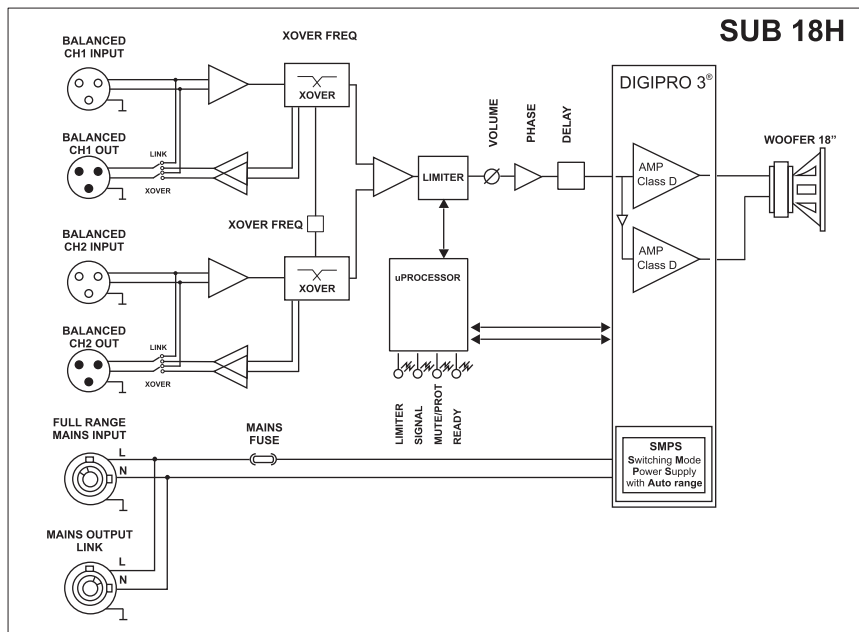 SUB 18H
BALANCED
CH1 INPUT
XOVER FREQ
XOVER
BALANCED
CH1 OUT
LINK
XOVER
VOLUME
PHASE
DELAY
DIGIPRO 3®
WOOFER 18”
AMP
Class D
LIMITER
XOVER FREQ
BALANCED
CH2 INPUT
AMP
Class D
XOVER
uPROCESSOR
BALANCED
CH2 OUT
LINK
XOVER
LIMITER
SIGNAL
MUTE/PROT
READY
FULL RANGE
MAINS INPUT
MAINS
FUSE
L
N
SMPS
Switching Mode
Power Supply
with Auto range
MAINS OUTPUT
LINK
L
N